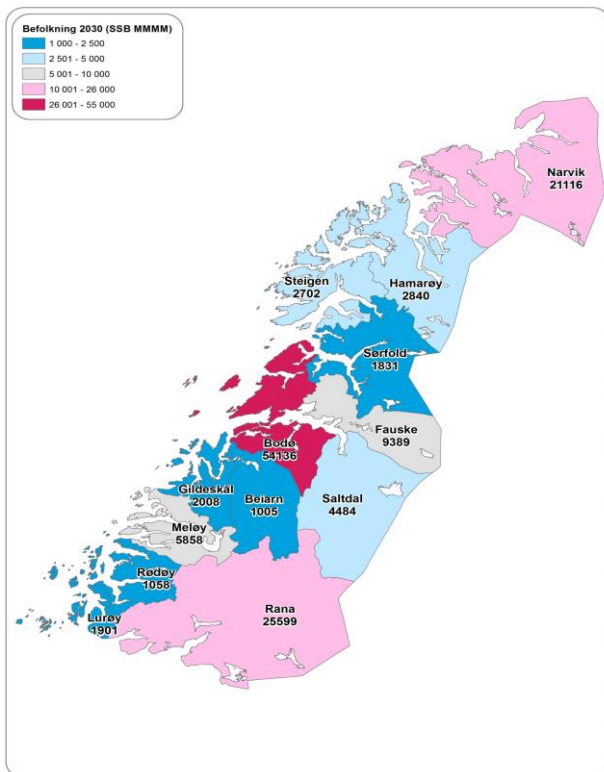 Befolkning 2030 (SSB MMMM)
1 000 - 2 500
2 501 - 5 000
5 001 - 10 000
10 001 - 26 000
26 001 - 55 000
Narvik
21116
Steigen
2702
Hamarøy
2840
Sørfold
1831
Fauske
9389
Bodø
54136
Gildeskål
2008
Beiarn
1005
Saltdal
4484
Meløy
5858
Rødøy
1058
Lurøy
1901
Rana
25599